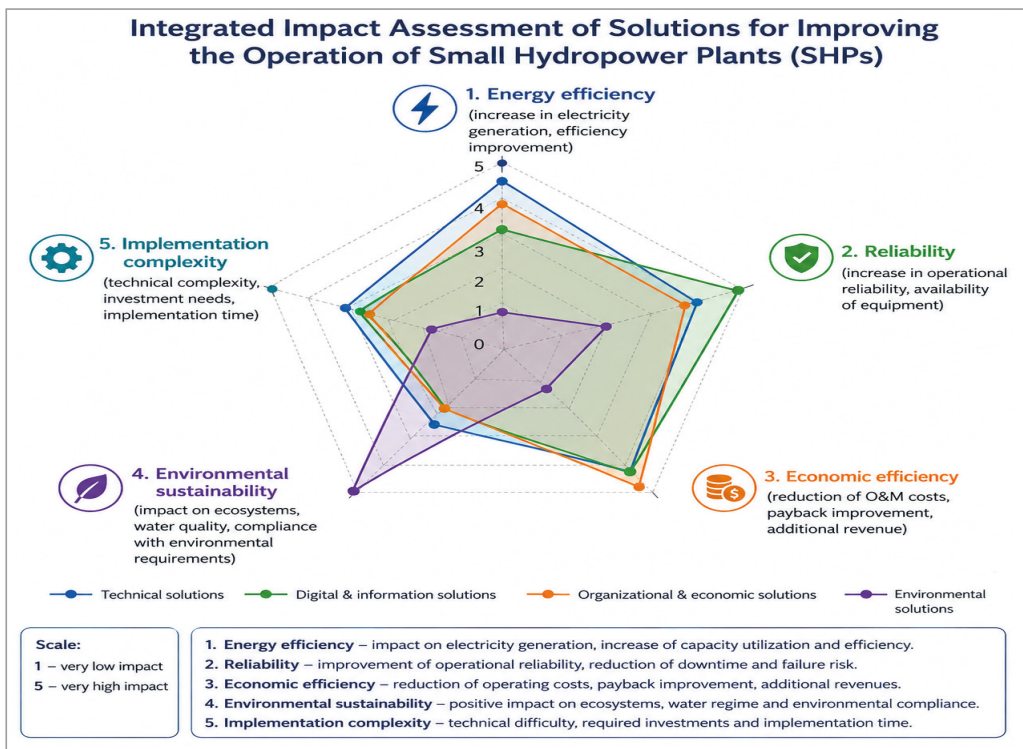 Integrated Impact Assessment of Solutions for Improving
the Operation of Small Hydropower Plants (SHPs)
1. Energy efficiency
(increase in electricity
generation, efficiency
improvement)
5
4
3
2
1
0
5. Implementation
complexity
(technical complexity,
investment needs,
implementation time)
2. Reliability
(increase in operational
reliability, availability
of equipment)
4. Environmental
sustainability
(impact on ecosystems,
water quality, compliance
with environmental
requirements)
3. Economic efficiency
(reduction of O&M costs,
payback improvement,
additional revenue)
$
Technical solutions
Digital & information solutions
Organizational & economic solutions
Environmental
solutions
Scale:
1 – very low impact
5 – very high impact
1. Energy efficiency – impact on electricity generation, increase of capacity utilization and efficiency.
2. Reliability – improvement of operational reliability, reduction of downtime and failure risk.
3. Economic efficiency – reduction of operating costs, payback improvement, additional revenues.
4. Environmental sustainability – positive impact on ecosystems, water regime and environmental compliance.
5. Implementation complexity – technical difficulty, required investments and implementation time.